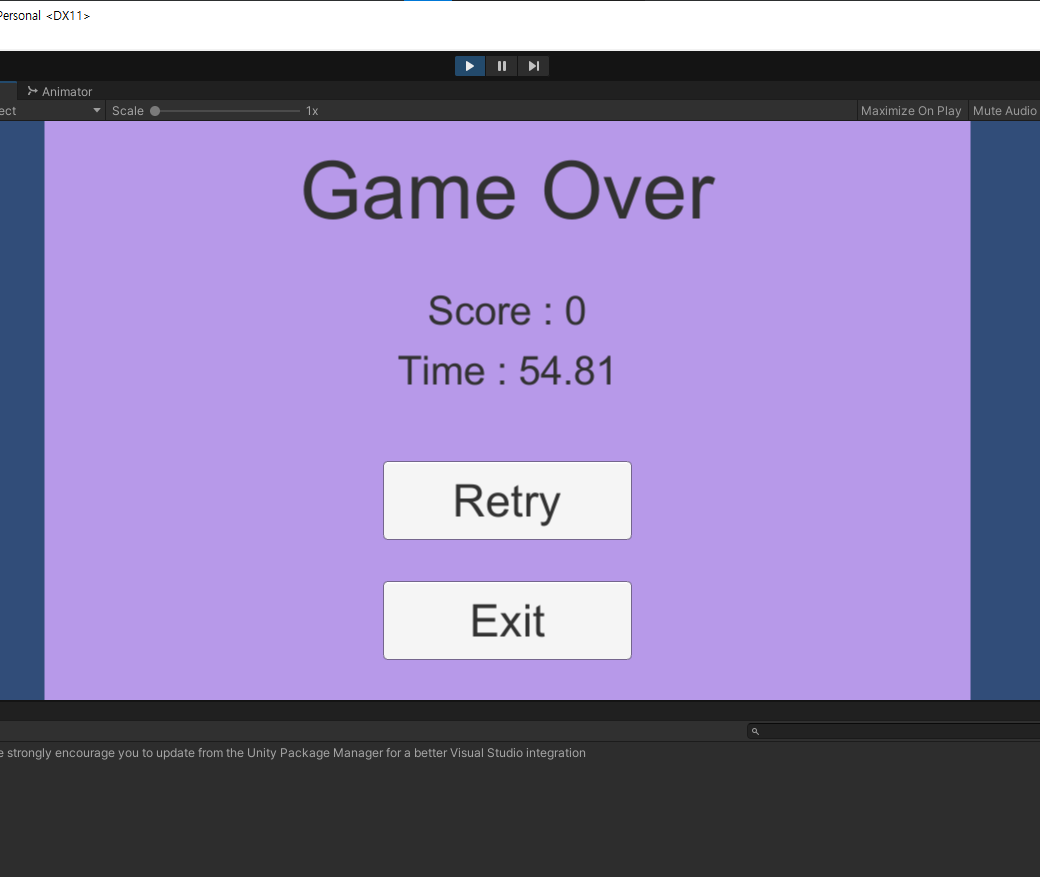 Personal <DX11>
Animator
ect Scale 1x Maximize On Play Mute Audio
Game Over
Score : 0
Time : 54.81
Retry
Exit
e strongly encourage you to update from the Unity Package Manager for a better Visual Studio integration